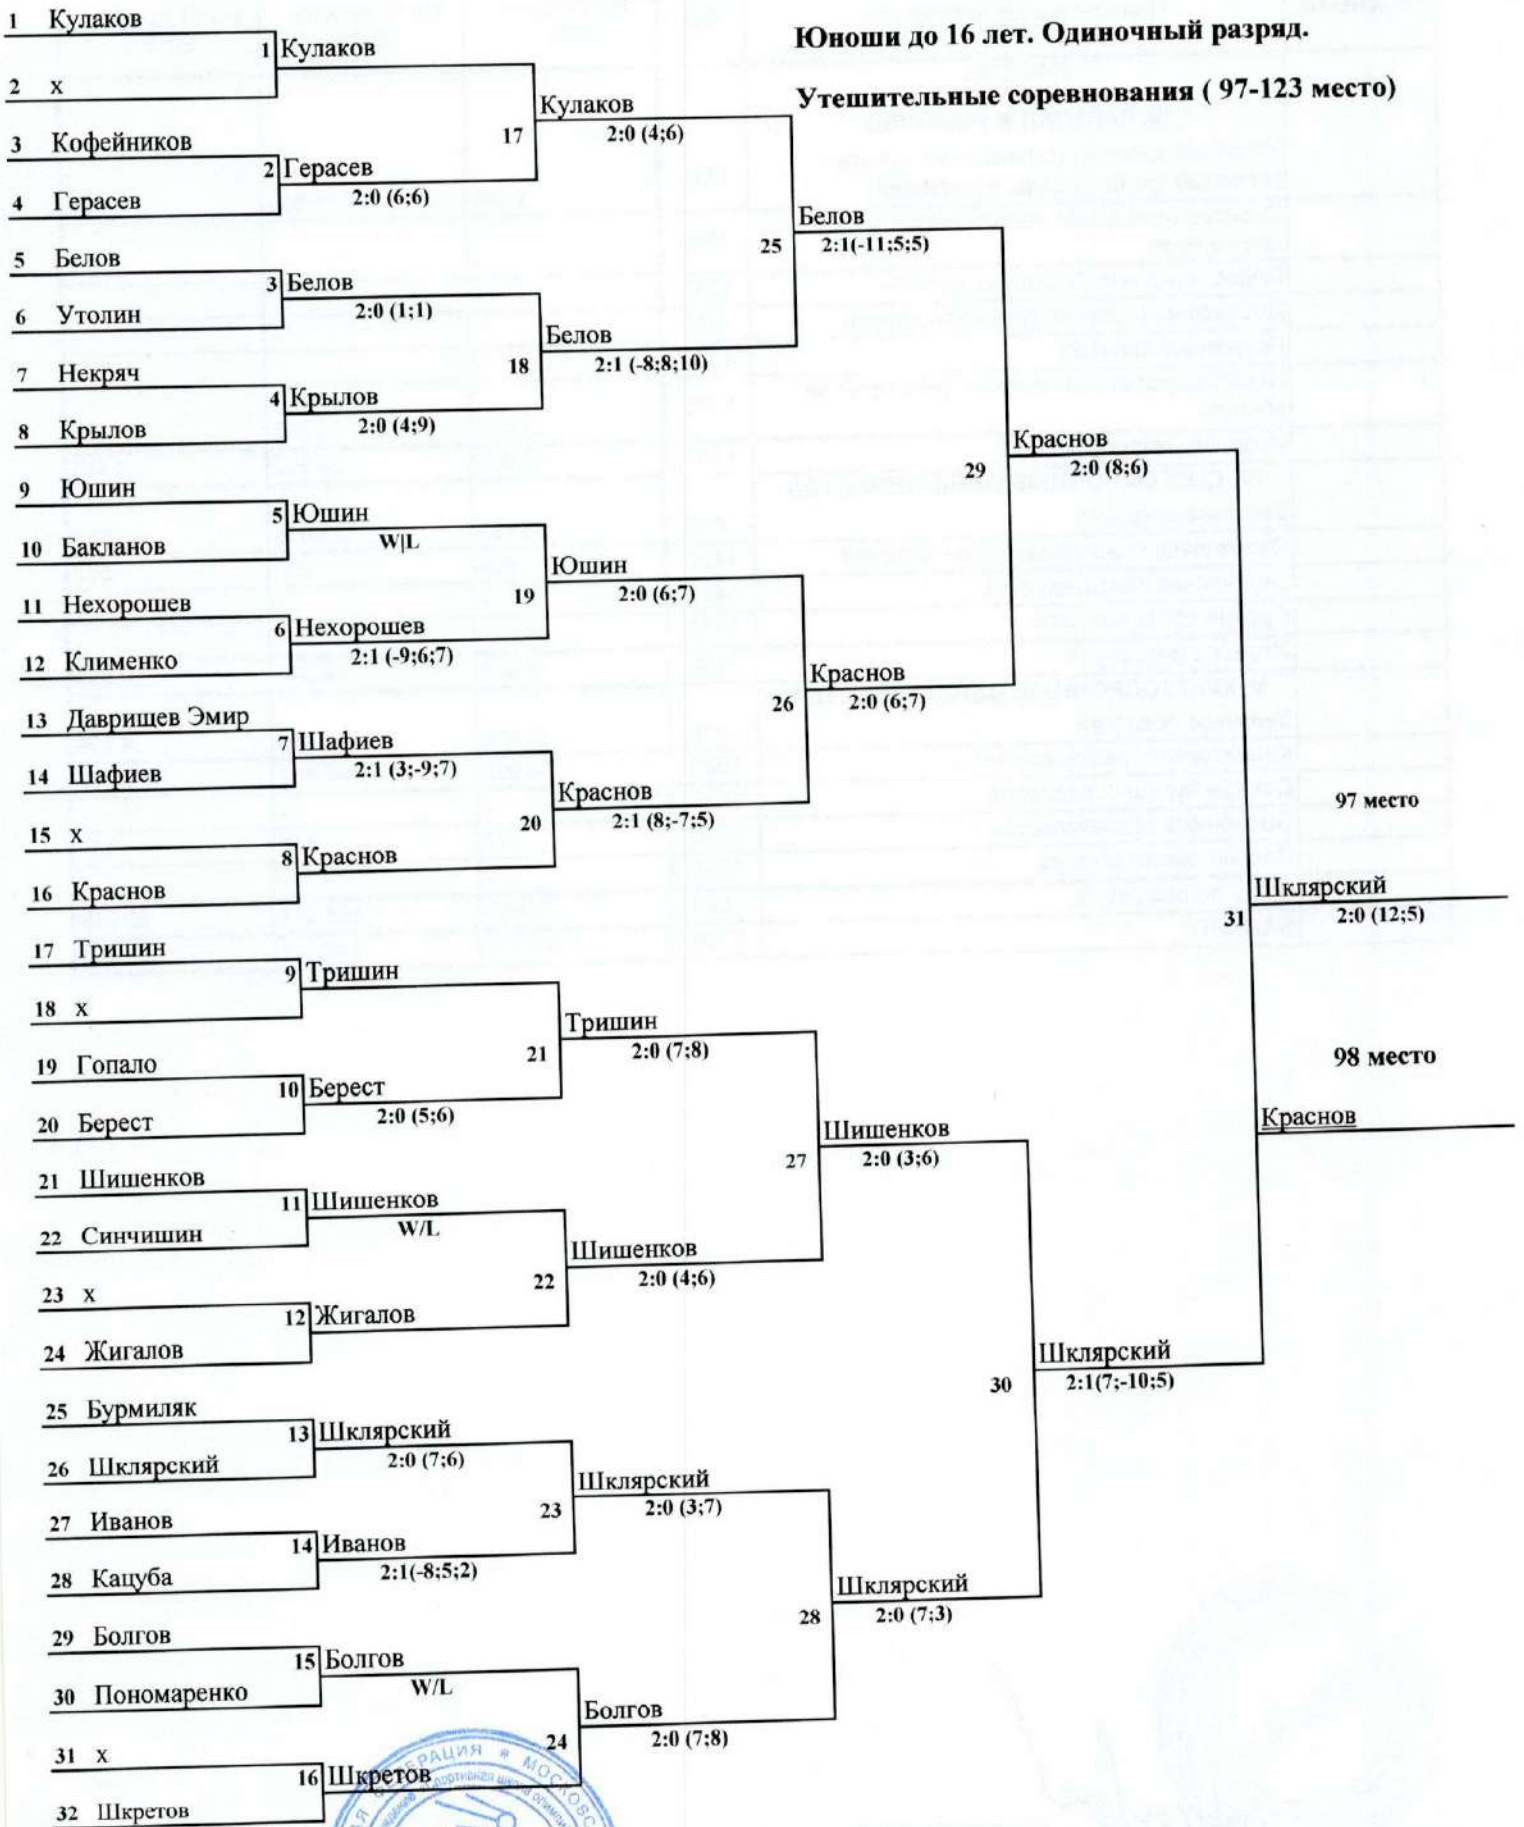 Юноши до 16 лет. Одиночный разряд.
Утешительные соревнования ( 97-123 место)
1 Кулаков
1 Кулаков
2 х
Кулаков
17 2:0 (4;6)
3 Кофейников
2 Герасев
2:0 (6;6)
4 Герасев
Белов
25 2:1(-11;5;5)
5 Белов
3 Белов
2:0 (1;1)
6 Утолин
Белов
18 2:1 (-8;8;10)
7 Некряч
4 Крылов
2:0 (4;9)
8 Крылов
Краснов
29 2:0 (8;6)
9 Юшин
5 Юшин
W|L
10 Бакланов
Юшин
19 2:0 (6;7)
11 Нехорошев
6 Нехорошев
2:1 (-9;6;7)
12 Клименко
Краснов
26 2:0 (6;7)
13 Даврищев Эмир
7 Шафиев
2:1 (3;-9;7)
14 Шафиев
Краснов
20 2:1 (8;-7;5)
15 х
8 Краснов
16 Краснов
97 место
Шклярский
31 2:0 (12;5)
17 Тришин
9 Тришин
18 х
Тришин
21 2:0 (7;8)
19 Гопало
10 Берест
2:0 (5;6)
20 Берест
98 место
Краснов
Шишенков
27 2:0 (3;6)
21 Шишенков
11 Шишенков
W/L
22 Синчишин
Шишенков
22 2:0 (4;6)
23 х
12 Жигалов
24 Жигалов
Шклярский
30 2:1(7;-10;5)
25 Бурмиляк
13 Шклярский
2:0 (7;6)
26 Шклярский
Шклярский
23 2:0 (3;7)
27 Иванов
14 Иванов
2:1(-8;5;2)
28 Кацуба
Шклярский
28 2:0 (7;3)
29 Болгов
15 Болгов
W/L
30 Пономаренко
Болгов
24 2:0 (7;8)
31 х
16 Шкретов
32 Шкретов